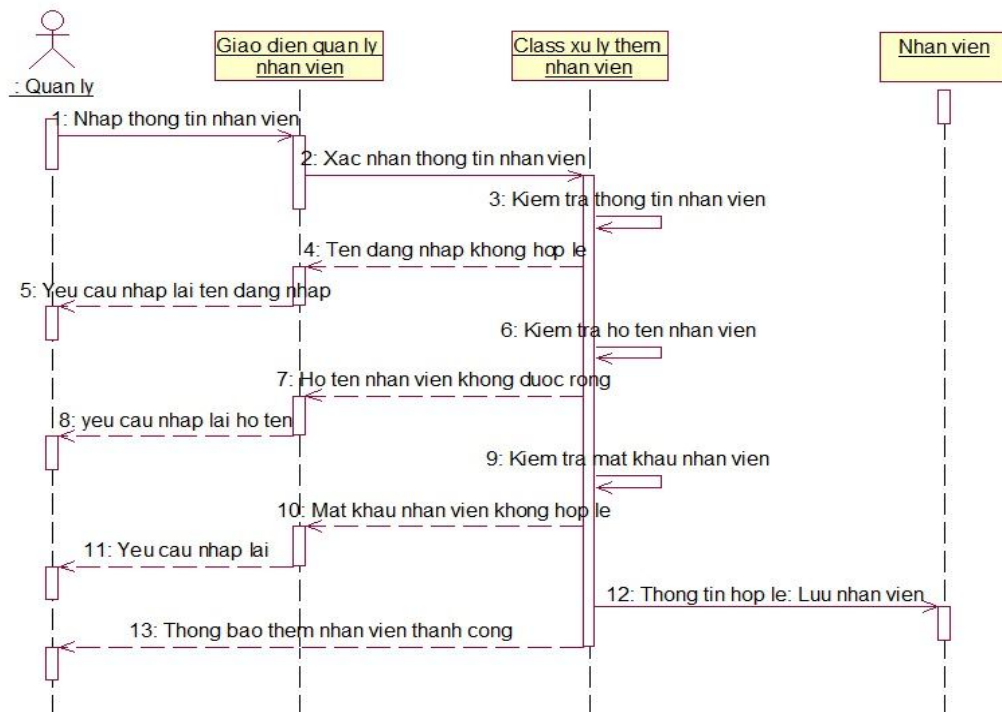 : Quan ly
Giao dien quan ly
nhan vien
Class xu ly them
nhan vien
Nhan vien
1: Nhap thong tin nhan vien
2: Xac nhan thong tin nhan vien
3: Kiem tra thong tin nhan vien
4: Ten dang nhap khong hop le
5: Yeu cau nhap lai ten dang nhap
6: Kiem tra ho ten nhan vien
7: Ho ten nhan vien khong duoc rong
8: yeu cau nhap lai ho ten
9: Kiem tra mat khau nhan vien
10: Mat khau nhan vien khong hop le
11: Yeu cau nhap lai
12: Thong tin hop le: Luu nhan vien
13: Thong bao them nhan vien thanh cong